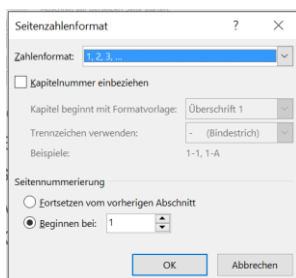 Seitenzahlenformat ? ×
Zahlenformat: 1, 2, 3, ...
Kapitelnummer einbeziehen
Kapitel beginnt mit Formatvorlage: Überschrift 1
Trennzeichen verwenden: - (Bindestrich)
Beispiele: 1-1, 1-A
Seitennummerierung
Fortsetzen vom vorherigen Abschnitt
Beginnen bei: 1
OK Abbrechen